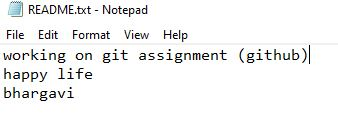 README.txt - Notepad
File Edit Format View Help
working on git assignment (github)
happy life
bhargavi